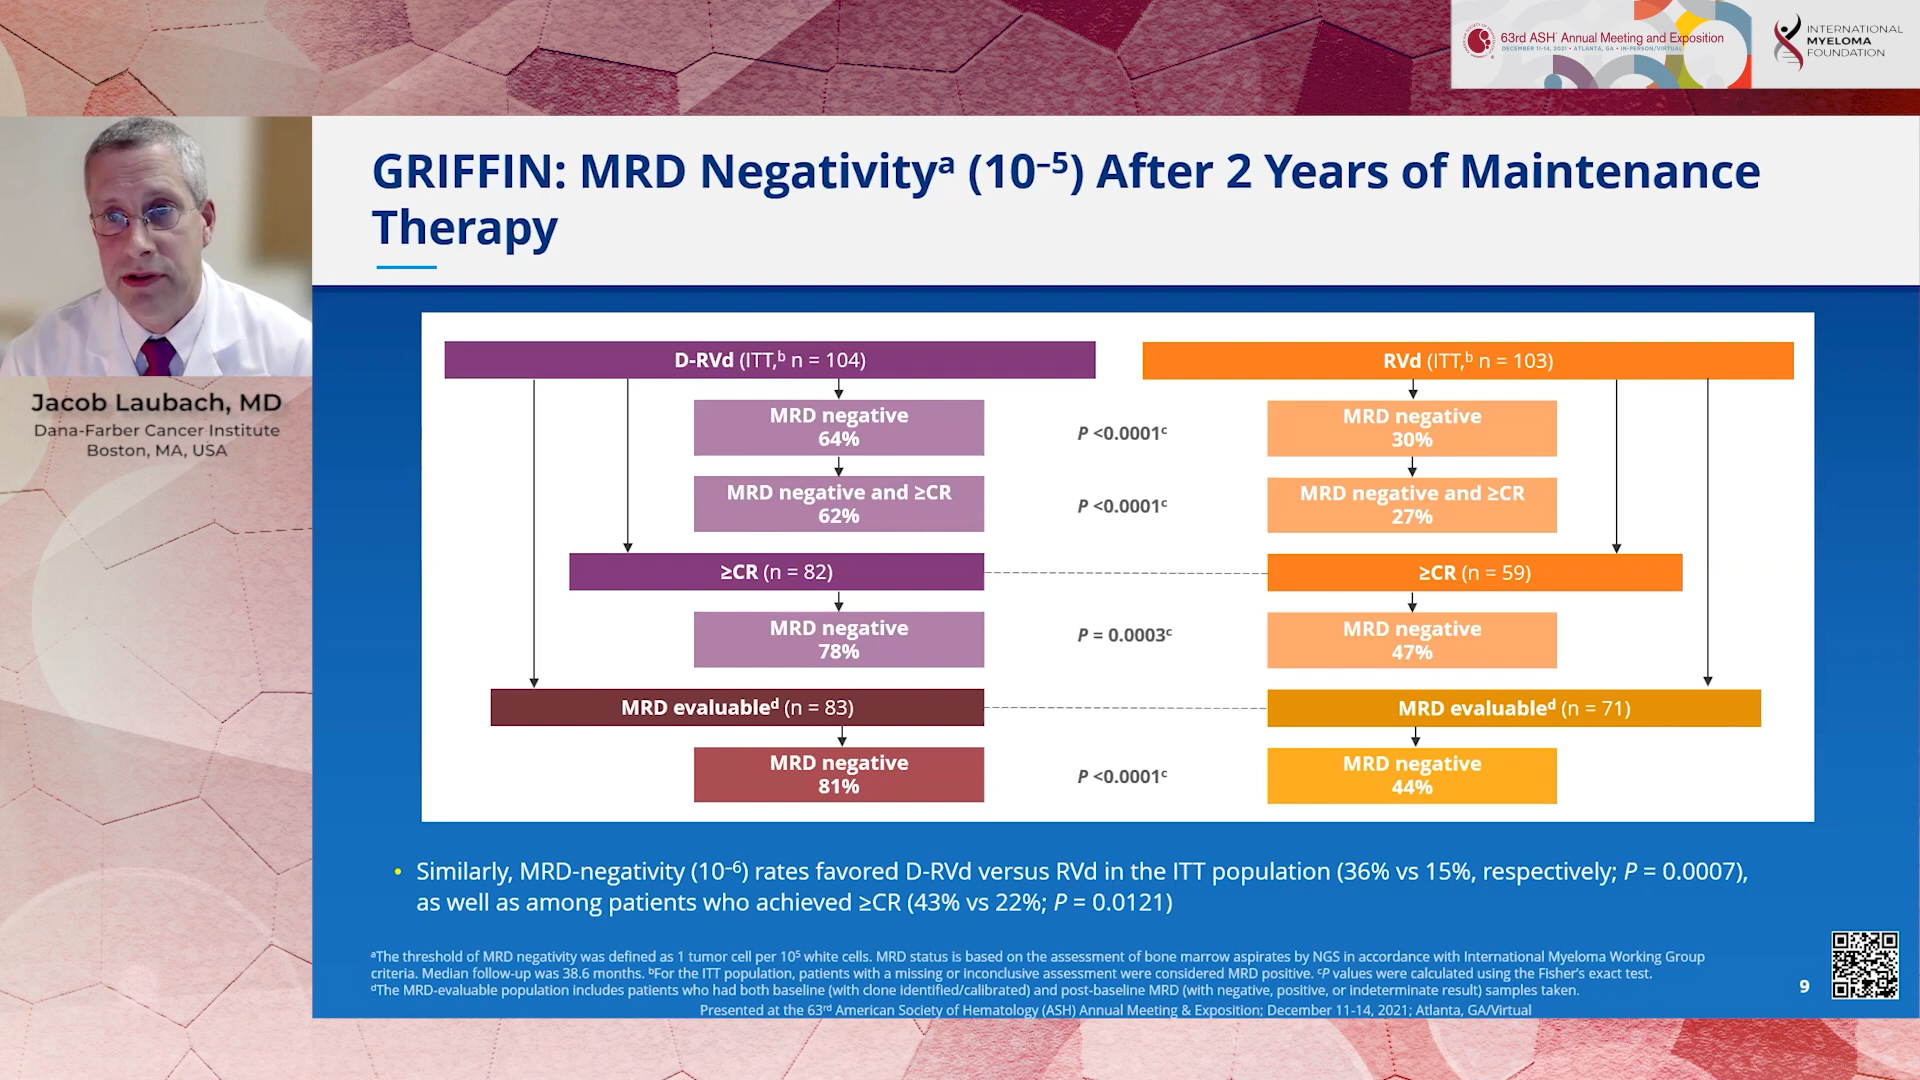 63rd ASH Annual Meeting and Exposition
DECEMBER 11-14, 2021 • ATLANTA, GA • IN-PERSON/VIRTUAL
INTERNATIONAL
MYELOMA
FOUNDATION
Jacob Laubach, MD
Dana-Farber Cancer Institute
Boston, MA, USA
GRIFFIN: MRD Negativityᵃ (10⁻⁵) After 2 Years of Maintenance
Therapy
D-RVd (ITT,ᵇ n = 104)
RVd (ITT,ᵇ n = 103)
MRD negative
64%
P <0.0001ᶜ
MRD negative
30%
MRD negative and ≥CR
62%
P <0.0001ᶜ
MRD negative and ≥CR
27%
≥CR (n = 82)
≥CR (n = 59)
MRD negative
78%
P = 0.0003ᶜ
MRD negative
47%
MRD evaluableᵈ (n = 83)
MRD evaluableᵈ (n = 71)
MRD negative
81%
P <0.0001ᶜ
MRD negative
44%
• Similarly, MRD-negativity (10⁻⁶) rates favored D-RVd versus RVd in the ITT population (36% vs 15%, respectively; P = 0.0007),
as well as among patients who achieved ≥CR (43% vs 22%; P = 0.0121)
ᵃThe threshold of MRD negativity was defined as 1 tumor cell per 10⁵ white cells. MRD status is based on the assessment of bone marrow aspirates by NGS in accordance with International Myeloma Working Group
criteria. Median follow-up was 38.6 months. ᵇFor the ITT population, patients with a missing or inconclusive assessment were considered MRD positive. ᶜP values were calculated using the Fisher's exact test.
ᵈThe MRD-evaluable population includes patients who had both baseline (with clone identified/calibrated) and post-baseline MRD (with negative, positive, or indeterminate result) samples taken.
9
Presented at the 63ʳᵈ American Society of Hematology (ASH) Annual Meeting & Exposition; December 11-14, 2021; Atlanta, GA/Virtual